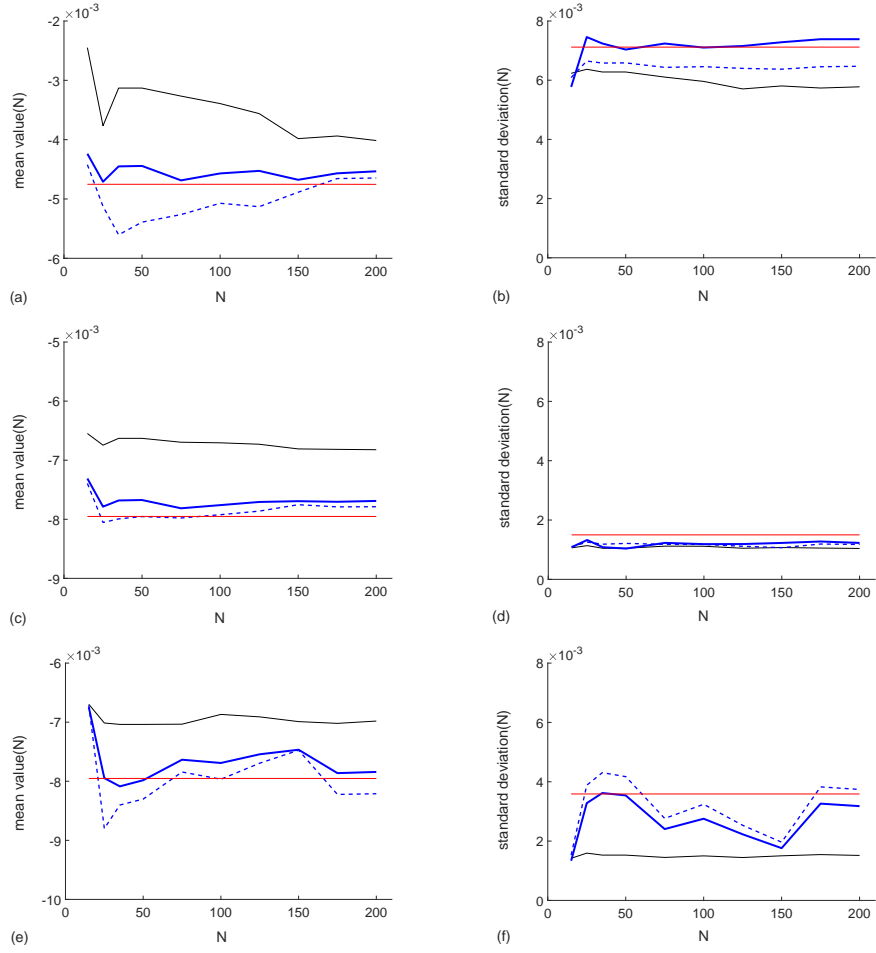 ×10⁻³
-2
-3
-4
-5
-6
mean value(N)
0 50 100 150 200
(a)
N
×10⁻³
8
6
4
2
0
standard deviation(N)
0 50 100 150 200
(b)
N
×10⁻³
-5
-6
-7
-8
-9
mean value(N)
0 50 100 150 200
(c)
N
×10⁻³
8
6
4
2
0
standard deviation(N)
0 50 100 150 200
(d)
N
×10⁻³
-6
-7
-8
-9
-10
mean value(N)
0 50 100 150 200
(e)
N
×10⁻³
8
6
4
2
0
standard deviation(N)
0 50 100 150 200
(f)
N